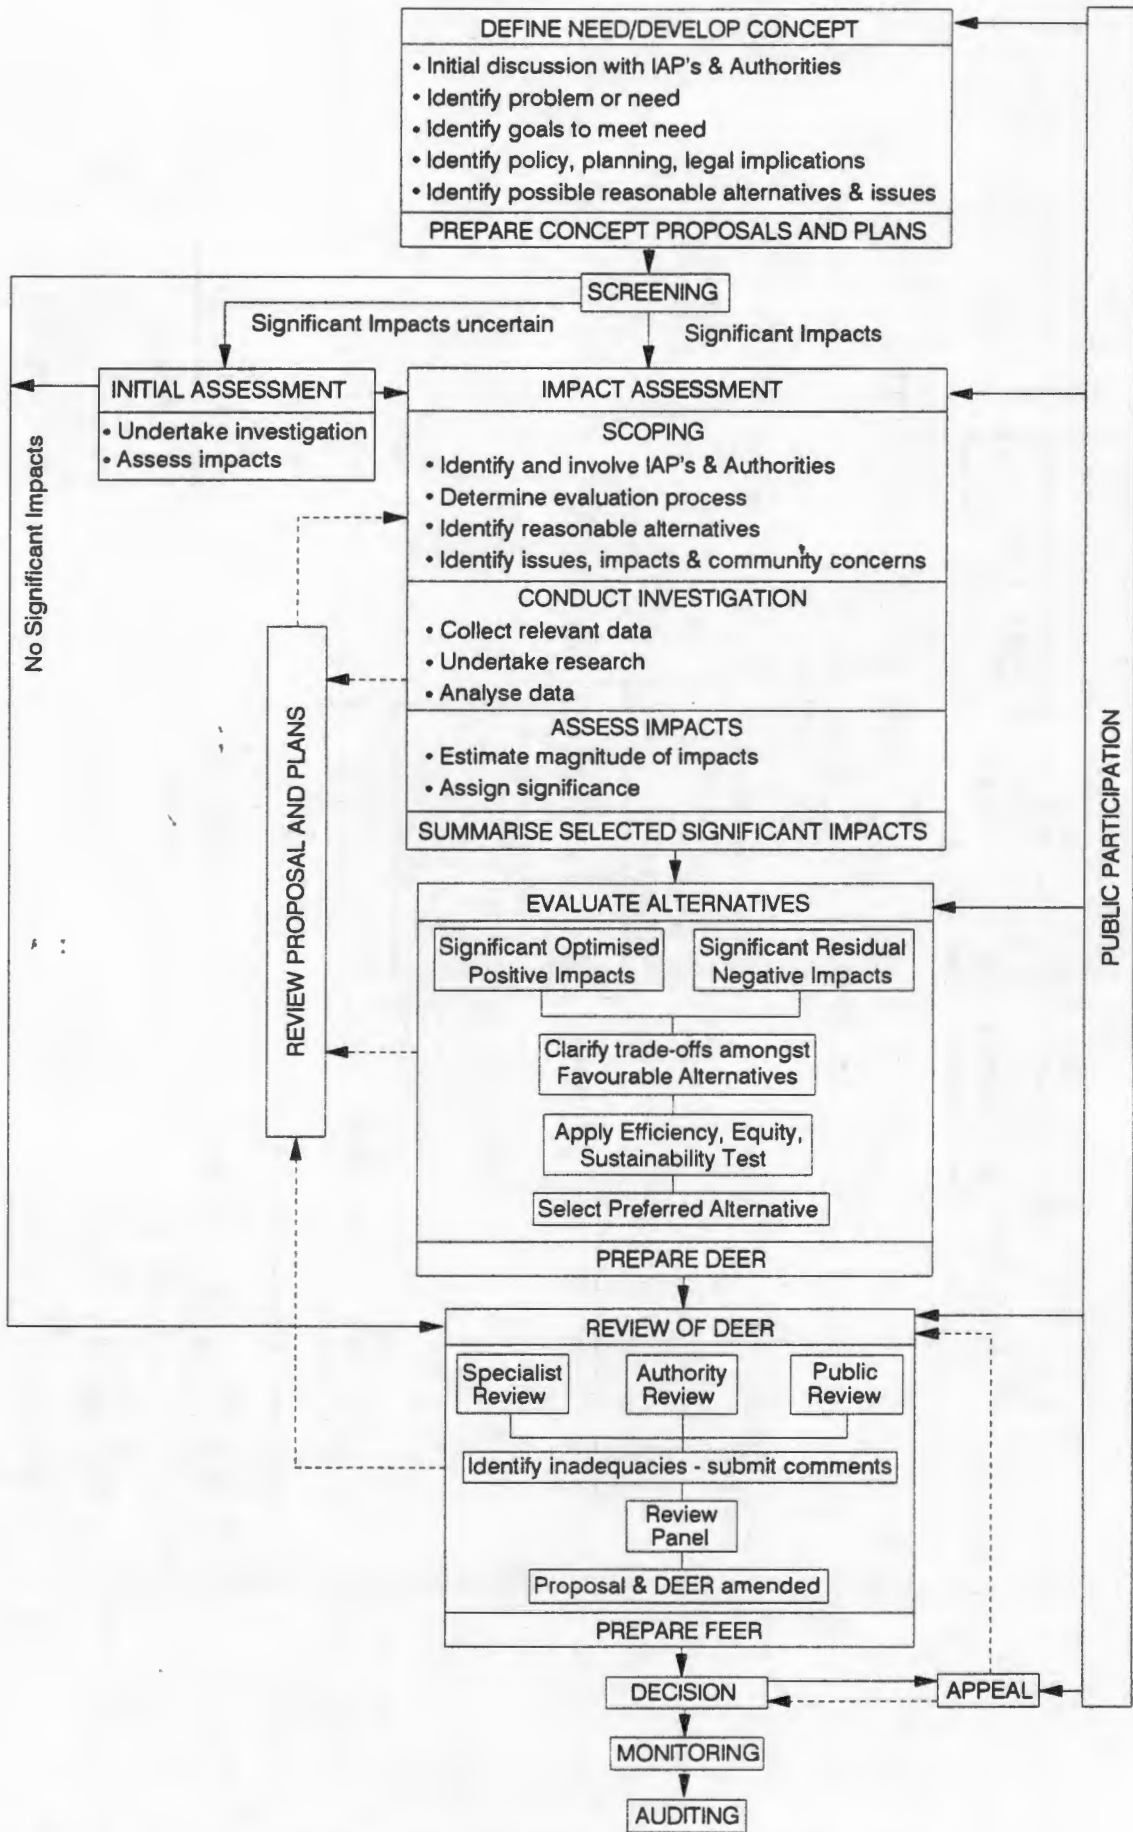 DEFINE NEED/DEVELOP CONCEPT
• Initial discussion with IAP's & Authorities
• Identify problem or need
• Identify goals to meet need
• Identify policy, planning, legal implications
• Identify possible reasonable alternatives & issues
PREPARE CONCEPT PROPOSALS AND PLANS
SCREENING
Significant Impacts uncertain
Significant Impacts
INITIAL ASSESSMENT
• Undertake investigation
• Assess impacts
No Significant Impacts
IMPACT ASSESSMENT
SCOPING
• Identify and involve IAP's & Authorities
• Determine evaluation process
• Identify reasonable alternatives
• Identify issues, impacts & community concerns
CONDUCT INVESTIGATION
• Collect relevant data
• Undertake research
• Analyse data
ASSESS IMPACTS
• Estimate magnitude of impacts
• Assign significance
SUMMARISE SELECTED SIGNIFICANT IMPACTS
REVIEW PROPOSAL AND PLANS
PUBLIC PARTICIPATION
EVALUATE ALTERNATIVES
Significant Optimised
Positive Impacts
Significant Residual
Negative Impacts
Clarify trade-offs amongst
Favourable Alternatives
Apply Efficiency, Equity,
Sustainability Test
Select Preferred Alternative
PREPARE DEER
REVIEW OF DEER
Specialist
Review
Authority
Review
Public
Review
Identify inadequacies - submit comments
Review
Panel
Proposal & DEER amended
PREPARE FEER
DECISION
APPEAL
MONITORING
AUDITING